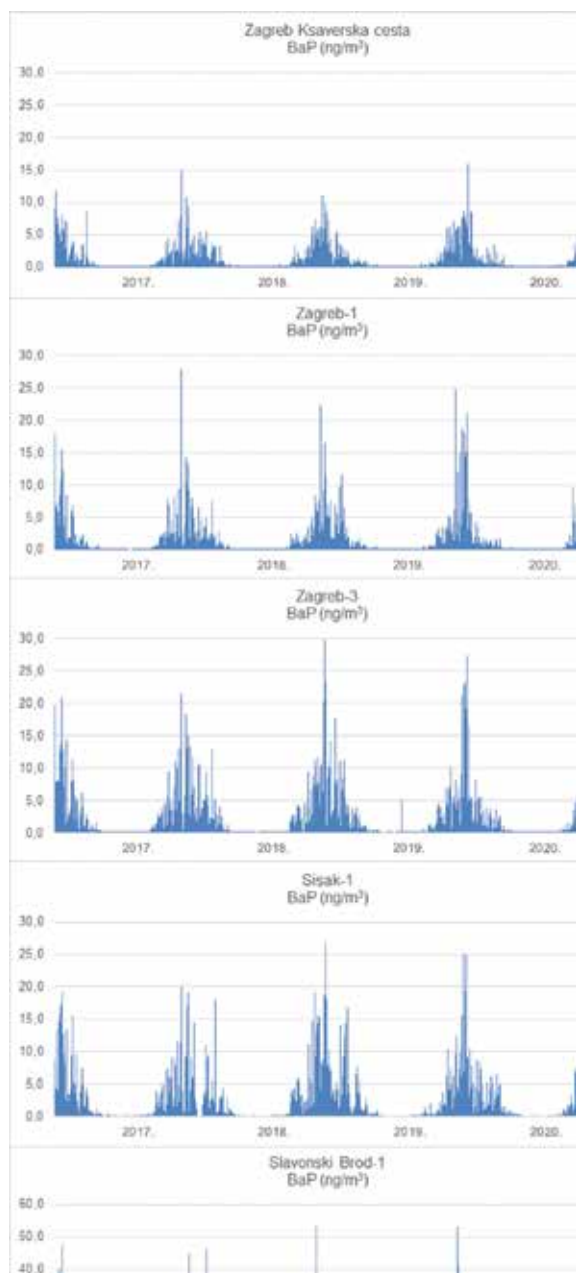 Zagreb Ksaverska cesta
BaP (ng/m³)
30,0
25,0
20,0
15,0
10,0
5,0
0,0
2017. 2018. 2019. 2020.
Zagreb-1
BaP (ng/m³)
30,0
25,0
20,0
15,0
10,0
5,0
0,0
2017. 2018. 2019. 2020.
Zagreb-3
BaP (ng/m³)
30,0
25,0
20,0
15,0
10,0
5,0
0,0
2017. 2018. 2019. 2020.
Sisak-1
BaP (ng/m³)
30,0
25,0
20,0
15,0
10,0
5,0
0,0
2017. 2018. 2019. 2020.
Slavonski Brod-1
BaP (ng/m³)
60,0
50,0
40,0